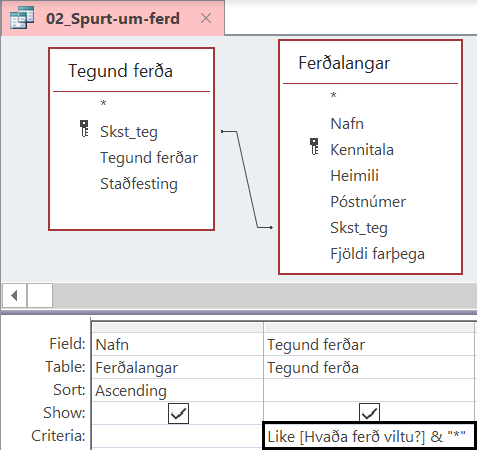 02_Spurt-um-ferd
Tegund ferða
*
Skst_teg
Tegund ferðar
Staðfesting
Ferðalangar
*
Nafn
Kennitala
Heimili
Póstnúmer
Skst_teg
Fjöldi farþega
Field: Nafn Tegund ferðar
Table: Ferðalangar Tegund ferða
Sort: Ascending
Show:
Criteria: Like [Hvaða ferð viltu?] & "*"